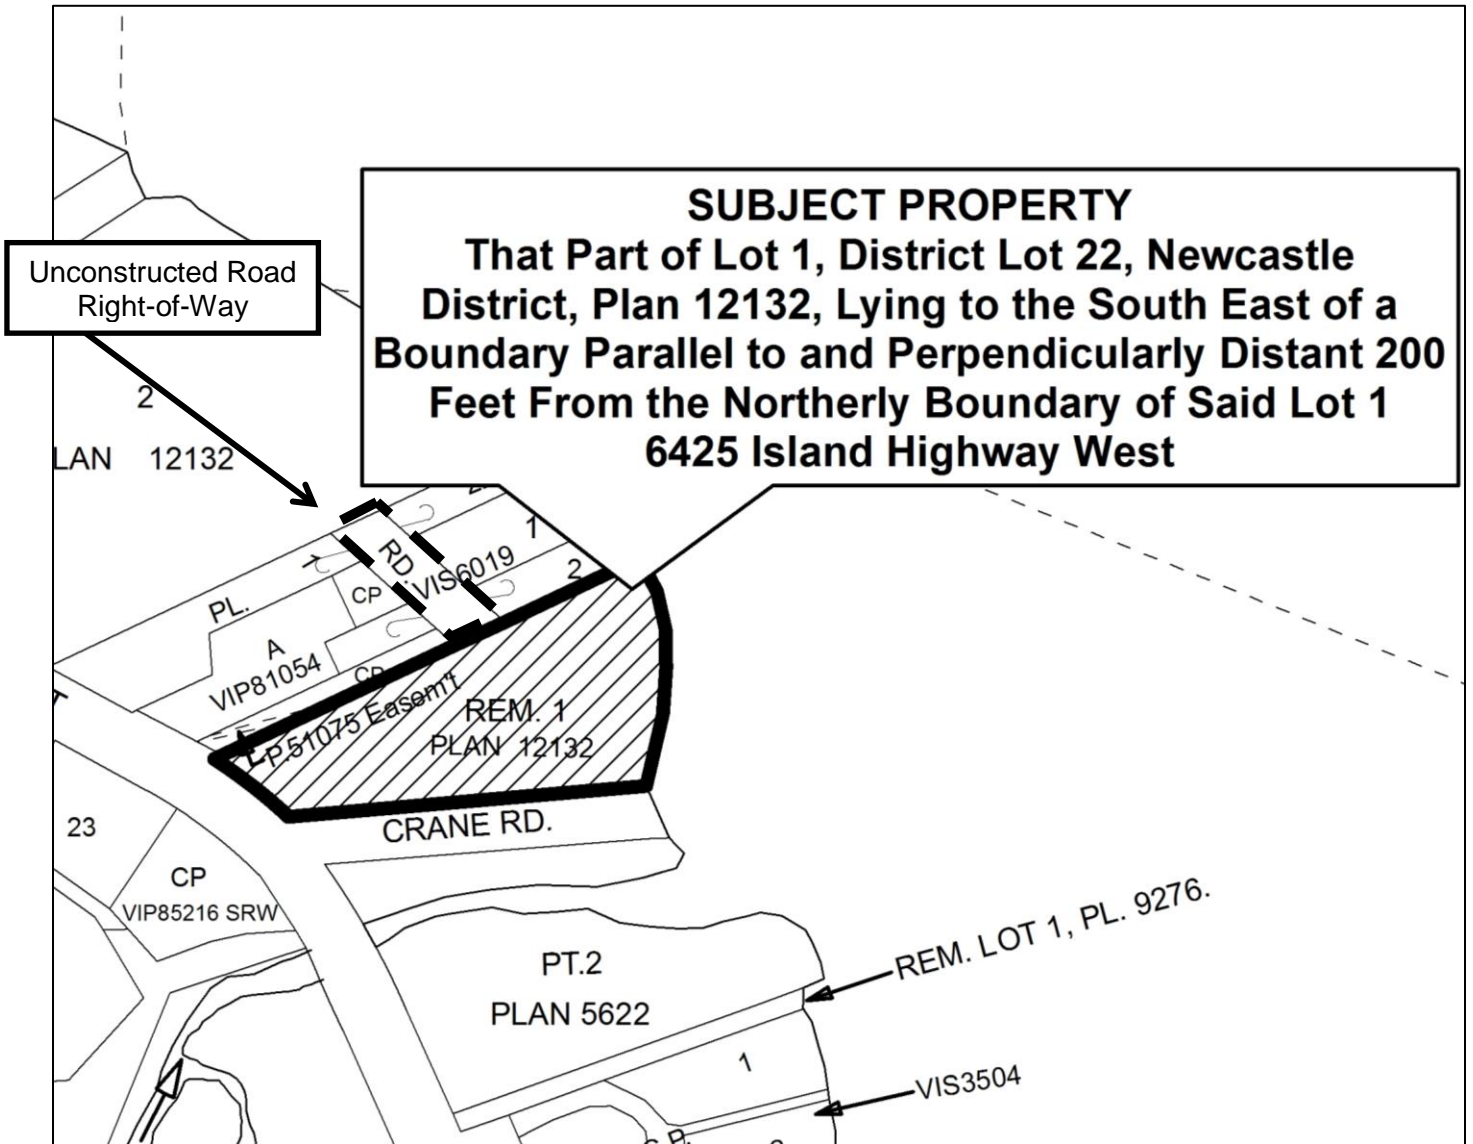 SUBJECT PROPERTY
That Part of Lot 1, District Lot 22, Newcastle
District, Plan 12132, Lying to the South East of a
Boundary Parallel to and Perpendicularly Distant 200
Feet From the Northerly Boundary of Said Lot 1
6425 Island Highway West
Unconstructed Road
Right-of-Way
2
LAN 12132
1
RD.
VIS6019
2
1
PL.
CP
A
VIP81054
CP
P.51075 Easem't
REM. 1
PLAN 12132
CRANE RD.
23
CP
VIP85216 SRW
PT.2
PLAN 5622
REM. LOT 1, PL. 9276.
1
VIS3504